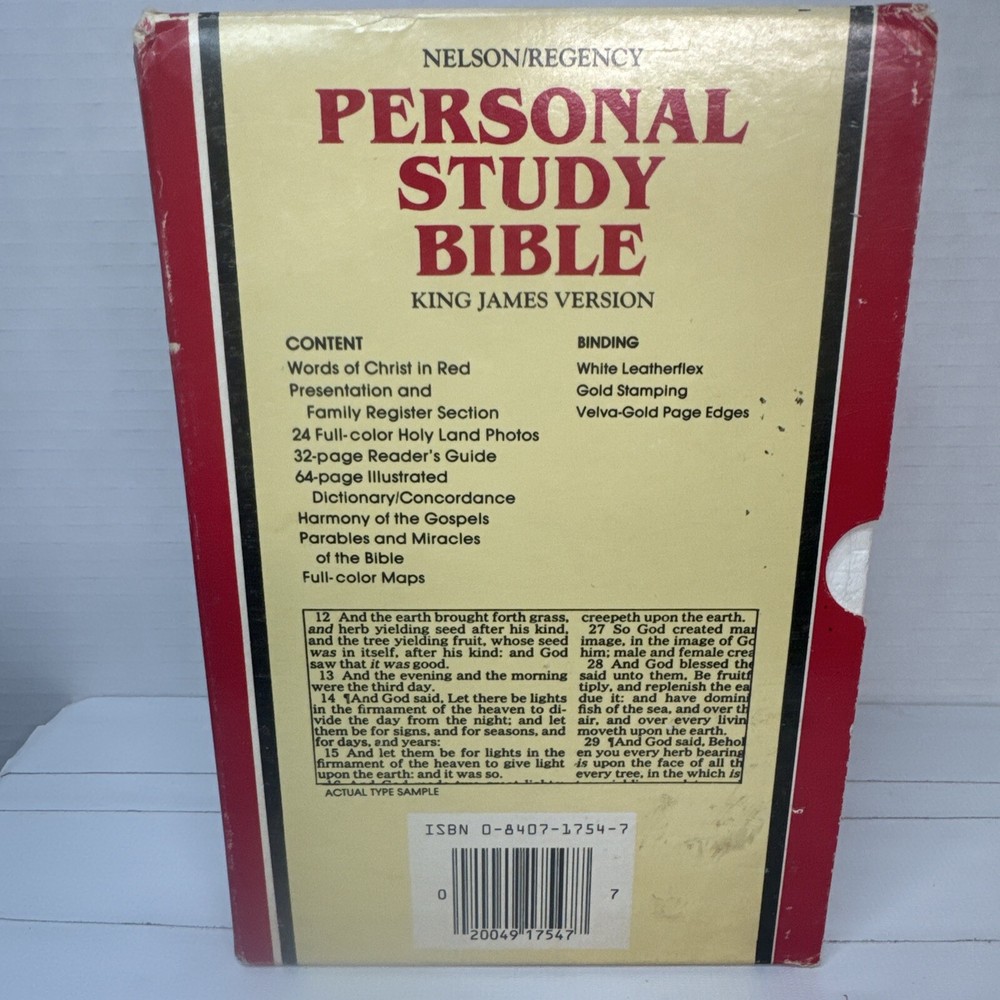 NELSON/REGENCY
PERSONAL
STUDY
BIBLE
KING JAMES VERSION
CONTENT
Words of Christ in Red
Presentation and
Family Register Section
24 Full-color Holy Land Photos
32-page Reader's Guide
64-page Illustrated
Dictionary/Concordance
Harmony of the Gospels
Parables and Miracles
of the Bible
Full-color Maps
BINDING
White Leatherflex
Gold Stamping
Velva-Gold Page Edges
12 And the earth brought forth grass,
and herb yielding seed after his kind,
and the tree yielding fruit, whose seed
was in itself, after his kind: and God
saw that it was good.
13 And the evening and the morning
were the third day.
14 ¶And God said, Let there be lights
in the firmament of the heaven to di-
vide the day from the night; and let
them be for signs, and for seasons, and
for days, and years:
15 And let them be for lights in the
firmament of the heaven to give light
upon the earth: and it was so.
creepeth upon the earth.
27 So God created man
image, in the image of Go
him; male and female crea
28 And God blessed the
said unto them, Be fruitf
tiply, and replenish the ea
due it: and have domini
fish of the sea, and over th
air, and over every livin
moveth upon the earth.
29 ¶And God said, Behol
en you every herb bearing
is upon the face of all th
every tree, in the which is
ACTUAL TYPE SAMPLE
ISBN 0-8407-1754-7
0 20049 17547 7